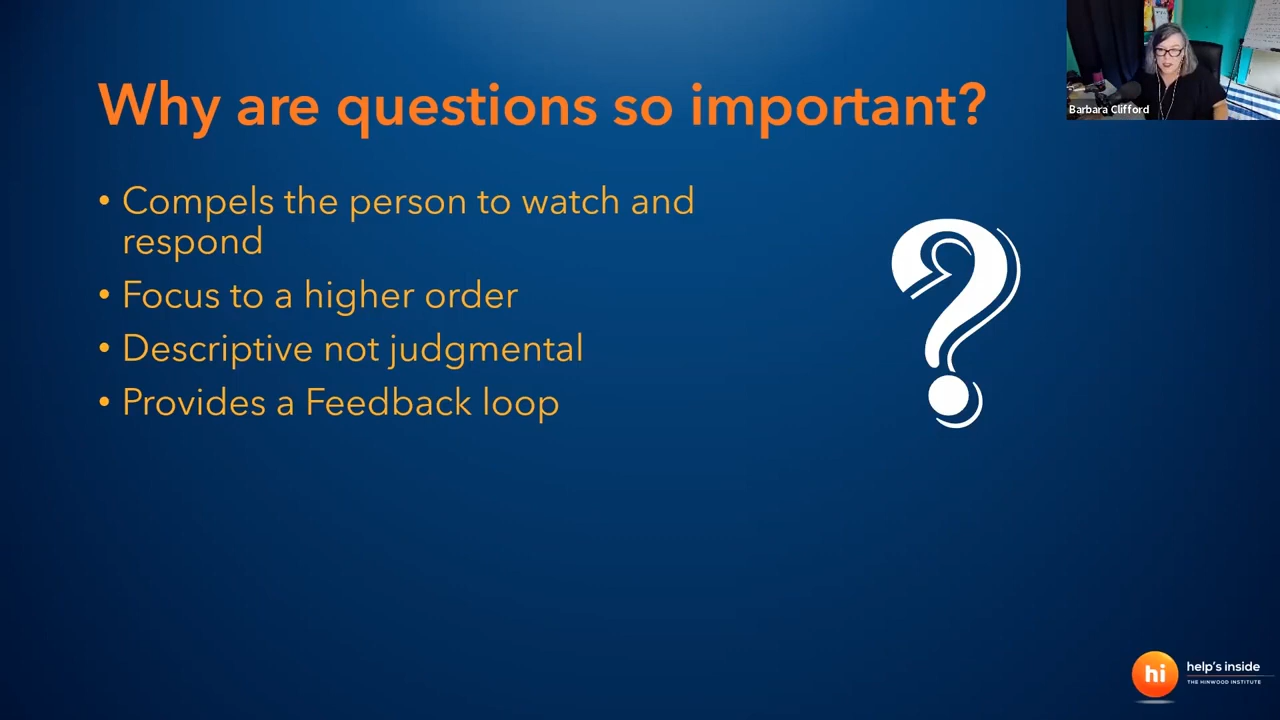 Why are questions so important?
Barbara Clifford
• Compels the person to watch and
respond
• Focus to a higher order
• Descriptive not judgmental
• Provides a Feedback loop
?
hi
help's inside
THE HINWOOD INSTITUTE